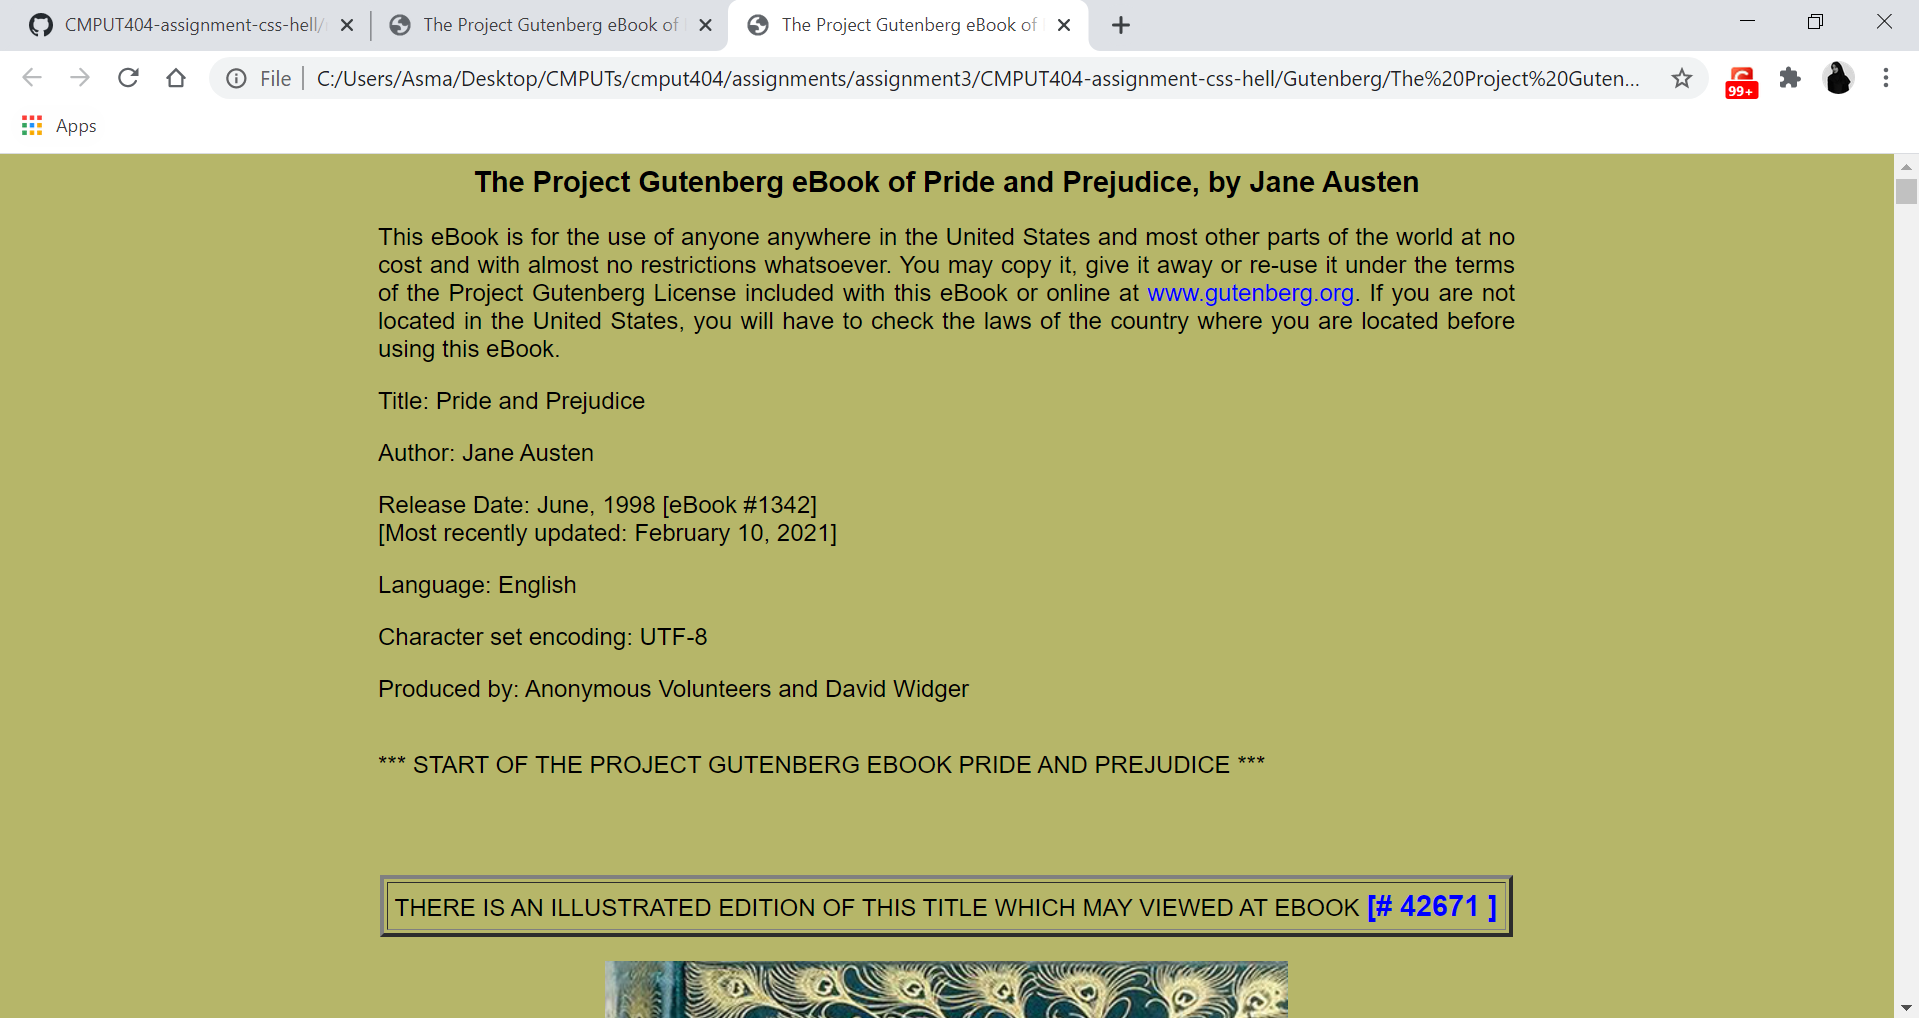 CMPUT404-assignment-css-hell/
The Project Gutenberg eBook of
The Project Gutenberg eBook of
File
C:/Users/Asma/Desktop/CMPUTs/cmput404/assignments/assignment3/CMPUT404-assignment-css-hell/Gutenberg/The%20Project%20Guten...
99+
Apps
The Project Gutenberg eBook of Pride and Prejudice, by Jane Austen
This eBook is for the use of anyone anywhere in the United States and most other parts of the world at no
cost and with almost no restrictions whatsoever. You may copy it, give it away or re-use it under the terms
of the Project Gutenberg License included with this eBook or online at www.gutenberg.org. If you are not
located in the United States, you will have to check the laws of the country where you are located before
using this eBook.
Title: Pride and Prejudice
Author: Jane Austen
Release Date: June, 1998 [eBook #1342]
[Most recently updated: February 10, 2021]
Language: English
Character set encoding: UTF-8
Produced by: Anonymous Volunteers and David Widger
*** START OF THE PROJECT GUTENBERG EBOOK PRIDE AND PREJUDICE ***
THERE IS AN ILLUSTRATED EDITION OF THIS TITLE WHICH MAY VIEWED AT EBOOK [# 42671 ]